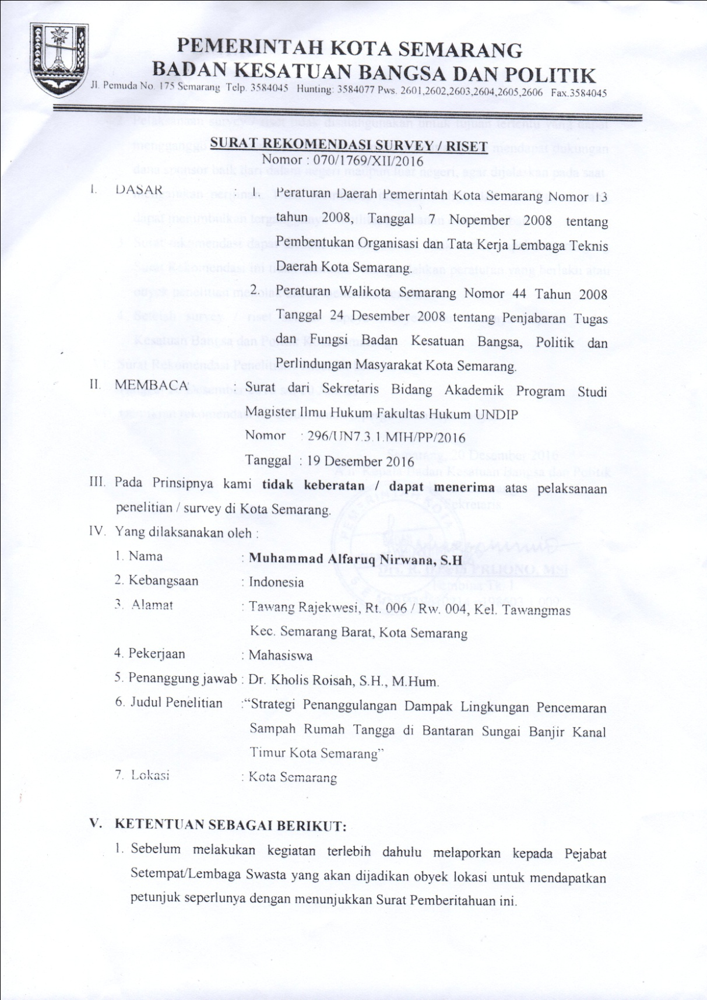 PEMERINTAH KOTA SEMARANG
BADAN KESATUAN BANGSA DAN POLITIK
Jl. Pemuda No. 175 Semarang Telp. 3584045 Hunting: 3584077 Pws. 2601,2602,2603,2604,2605,2606 Fax.3584045
SURAT REKOMENDASI SURVEY / RISET
Nomor : 070/1769/XII/2016
I. DASAR : 1. Peraturan Daerah Pemerintah Kota Semarang Nomor 13
tahun 2008, Tanggal 7 Nopember 2008 tentang
Pembentukan Organisasi dan Tata Kerja Lembaga Teknis
Daerah Kota Semarang.
2. Peraturan Walikota Semarang Nomor 44 Tahun 2008
Tanggal 24 Desember 2008 tentang Penjabaran Tugas
dan Fungsi Badan Kesatuan Bangsa, Politik dan
Perlindungan Masyarakat Kota Semarang.
II. MEMBACA : Surat dari Sekretaris Bidang Akademik Program Studi
Magister Ilmu Hukum Fakultas Hukum UNDIP
Nomor : 296/UN7.3.1.MIH/PP/2016
Tanggal : 19 Desember 2016
III. Pada Prinsipnya kami tidak keberatan / dapat menerima atas pelaksanaan
penelitian / survey di Kota Semarang.
IV. Yang dilaksanakan oleh :
1. Nama : Muhammad Alfaruq Nirwana, S.H
2. Kebangsaan : Indonesia
3. Alamat : Tawang Rajekwesi, Rt. 006 / Rw. 004, Kel. Tawangmas
Kec. Semarang Barat, Kota Semarang
4. Pekerjaan : Mahasiswa
5. Penanggung jawab : Dr. Kholis Roisah, S.H., M.Hum.
6. Judul Penelitian :“Strategi Penanggulangan Dampak Lingkungan Pencemaran
Sampah Rumah Tangga di Bantaran Sungai Banjir Kanal
Timur Kota Semarang”
7. Lokasi : Kota Semarang
V. KETENTUAN SEBAGAI BERIKUT:
1. Sebelum melakukan kegiatan terlebih dahulu melaporkan kepada Pejabat
Setempat/Lembaga Swasta yang akan dijadikan obyek lokasi untuk mendapatkan
petunjuk seperlunya dengan menunjukkan Surat Pemberitahuan ini.